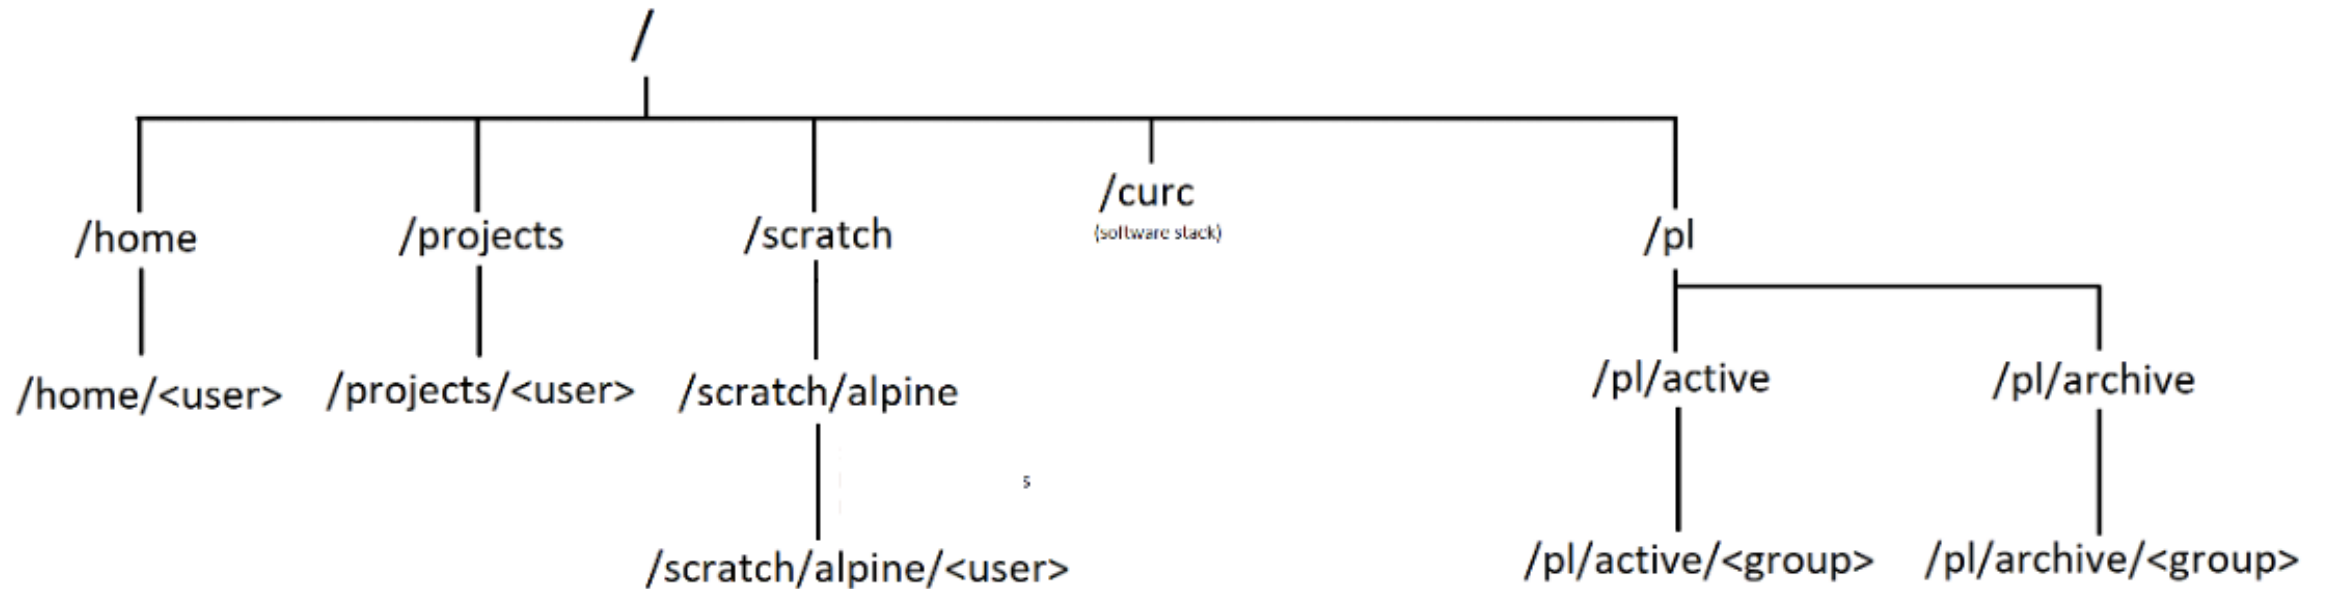 /
/curc
(software stack)
/home
/projects
/scratch
/pl
/home/<user>
/projects/<user>
/scratch/alpine
/pl/active
/pl/archive
s
/scratch/alpine/<user>
/pl/active/<group>
/pl/archive/<group>